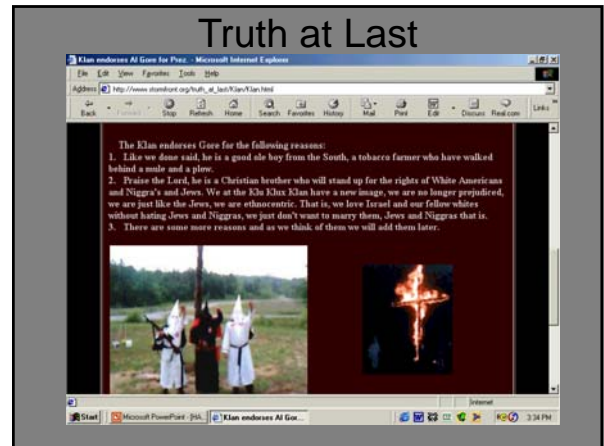 Truth at Last
Klan endorses Al Gore for Prez. - Microsoft Internet Explorer
File Edit View Favorites Tools Help
Address http://www.stormfront.org/truth_at_last/Klan/Klan.html
Back Forward Stop Refresh Home Search Favorites History Mail Print Edit Discuss Real.com Links
The Klan endorses Gore for the following reasons:
1. Like we done said, he is a good ole boy from the South, a tobacco farmer who have walked
behind a mule and a plow.
2. Praise the Lord, he is a Christian brother who will stand up for the rights of White Americans
and Niggra's and Jews. We at the Klu Klux Klan have a new image, we are no longer prejudiced,
we are just like the Jews, we are ethnocentric. That is, we love Israel and our fellow whites
without hating Jews and Niggras, we just don't want to marry them, Jews and Niggras that is.
3. There are some more reasons and as we think of them we will add them later.
Internet
Start Microsoft PowerPoint - [HA... Klan endorses Al Gor... 3:34 PM